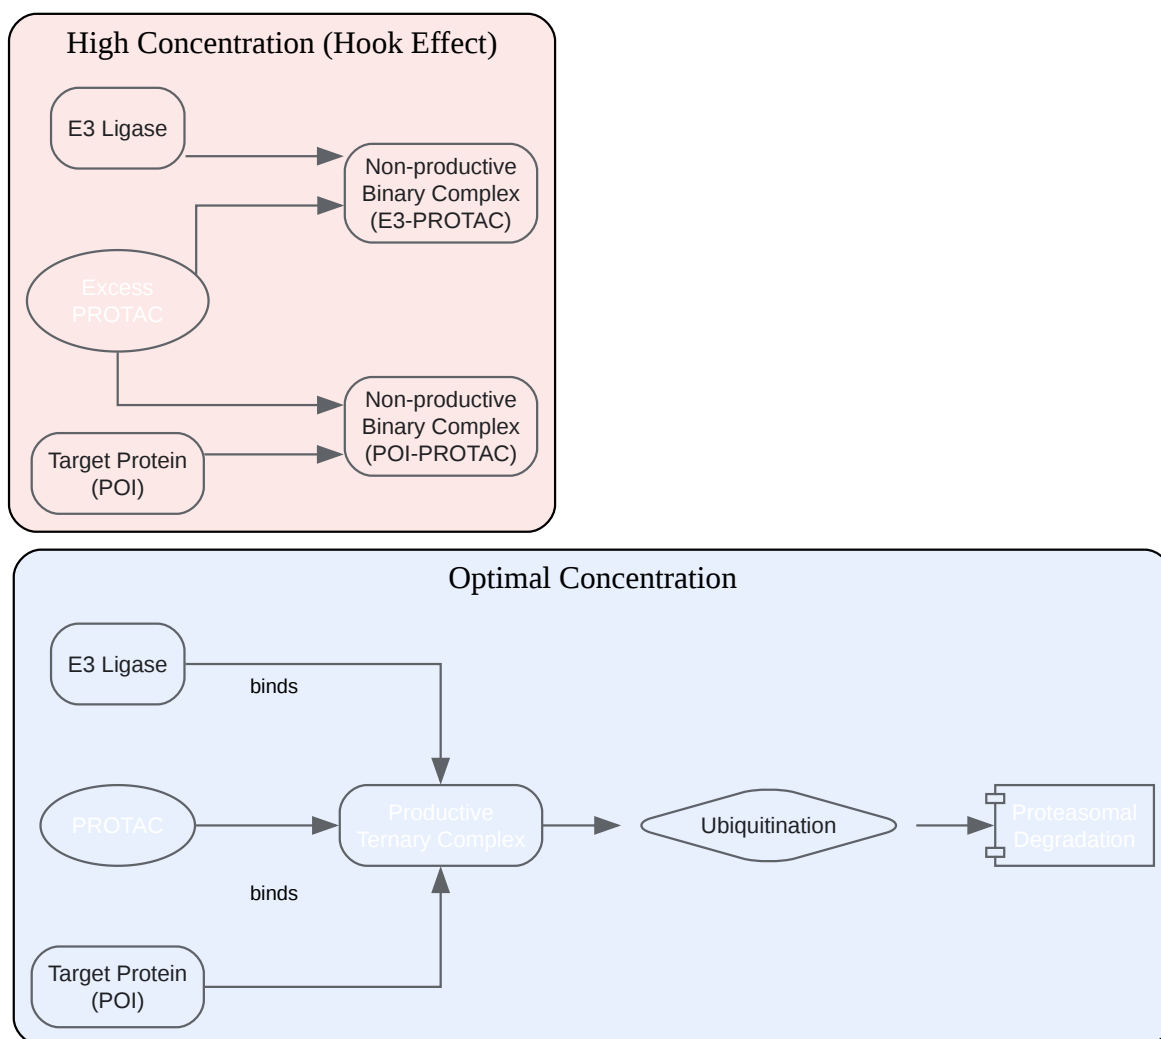 High Concentration (Hook Effect)
E3 Ligase
Non-productive
Binary Complex
(E3-PROTAC)
Excess
PROTAC
Non-productive
Binary Complex
(POI-PROTAC)
Target Protein
(POI)
Optimal Concentration
E3 Ligase
binds
PROTAC
Productive
Ternary Complex
Ubiquitination
Proteasomal
Degradation
binds
Target Protein
(POI)